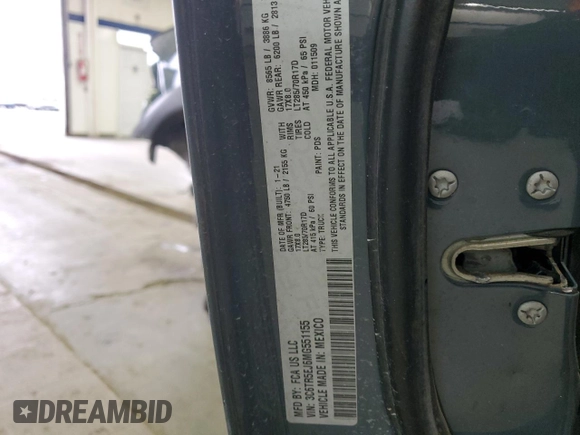 MFD BY: FCA US LLC
DATE OF MFR (BUILT): 1-21
GVWR: 8565 LB / 3886 KG
GAWR FRONT: 4750 LB / 2155 KG
WITH
GAWR REAR: 6200 LB / 2813
17X8.0
RIMS
17X8.0
LT285/70R17D
TIRES
LT285/70R17D
AT 415 kPa / 60 PSI
COLD
AT 450 kPa / 65 PSI
TYPE: TRUCK
PAINT: PDS
MDH: 011509
THIS VEHICLE CONFORMS TO ALL APPLICABLE U.S.A. FEDERAL MOTOR VEH
STANDARDS IN EFFECT ON THE DATE OF MANUFACTURE SHOWN A
VIN: 3C6TR5EJ6MG551155
VEHICLE MADE IN: MEXICO
DREAMBID